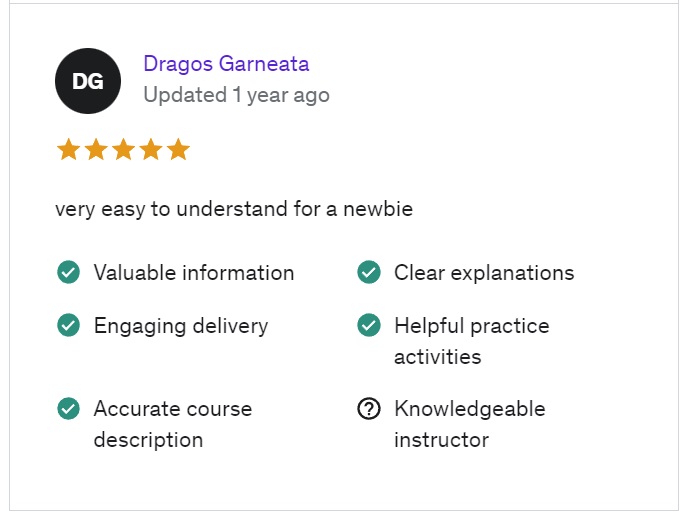 DG
Dragos Garneata
Updated 1 year ago
very easy to understand for a newbie
Valuable information
Clear explanations
Engaging delivery
Helpful practice
activities
Accurate course
description
Knowledgeable
instructor